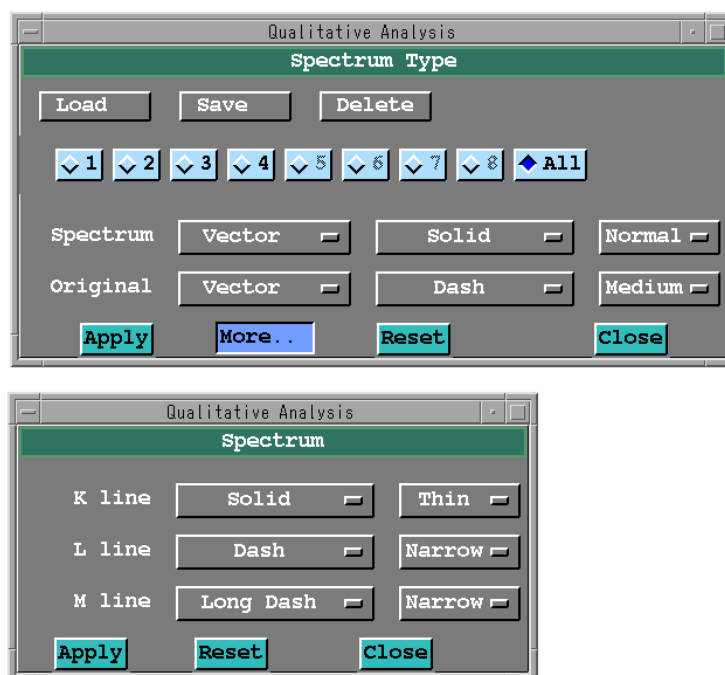 Qualitative Analysis
Spectrum Type
Load Save Delete
1 2 3 4 5 6 7 8 All
Spectrum Vector Solid Normal
Original Vector Dash Medium
Apply More.. Reset Close
Qualitative Analysis
Spectrum
K line Solid Thin
L line Dash Narrow
M line Long Dash Narrow
Apply Reset Close